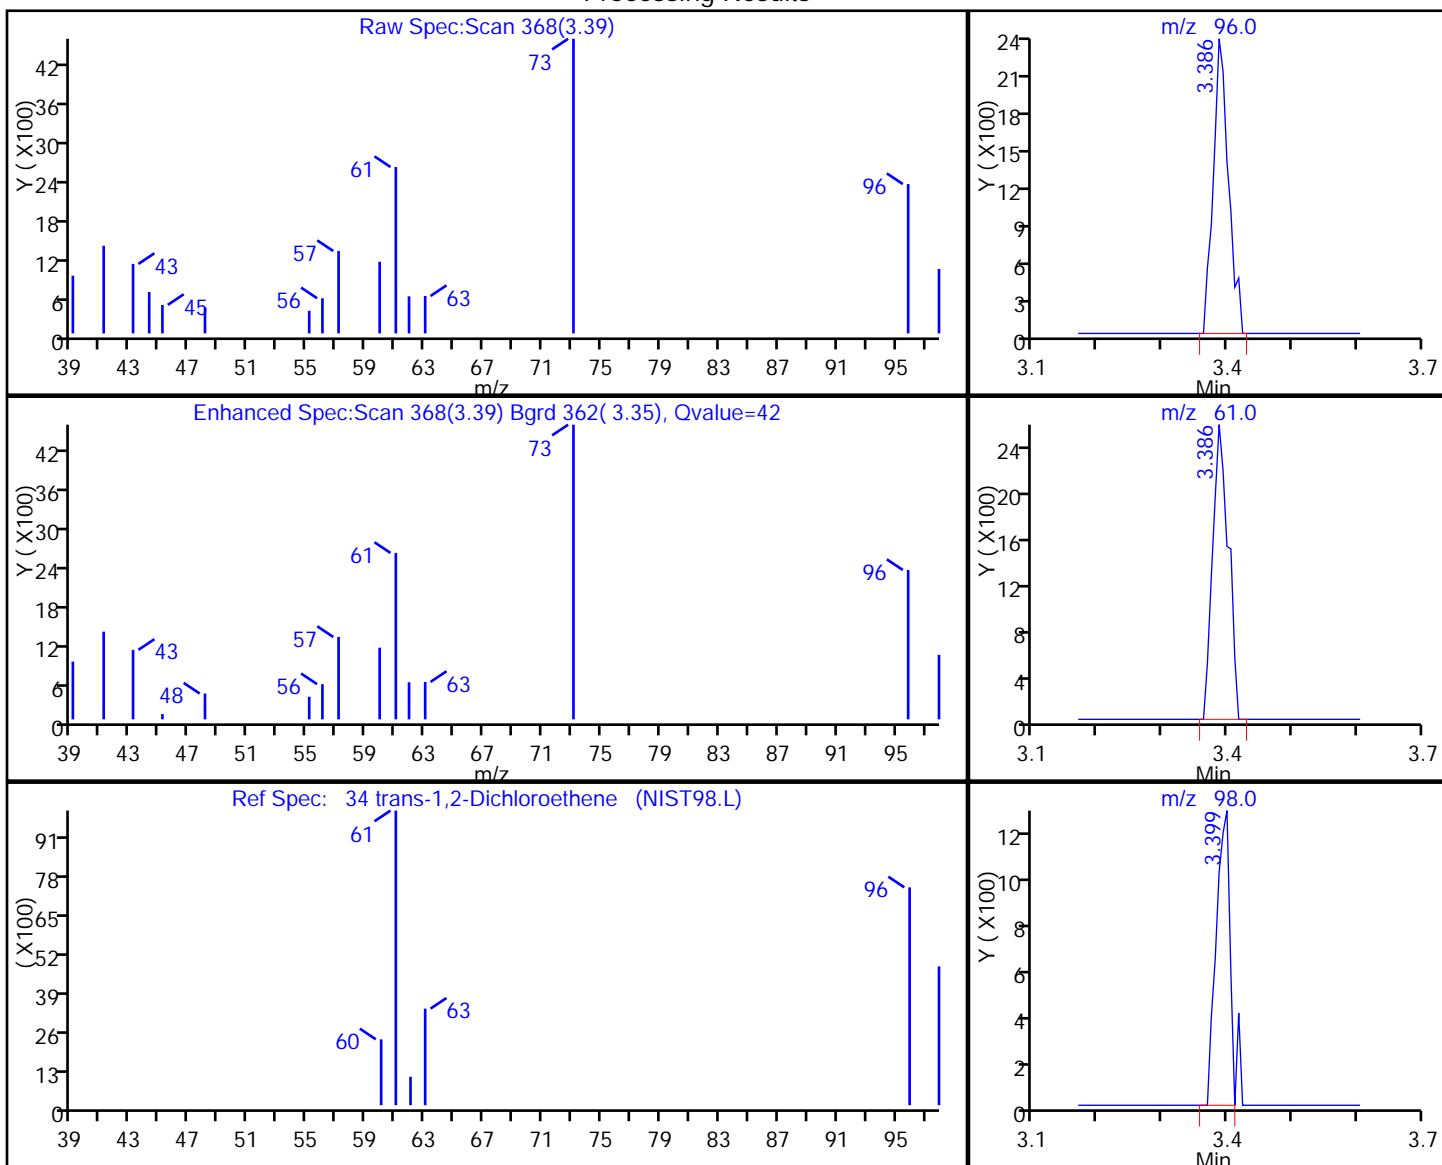 Processing Results
Raw Spec:Scan 368(3.39)
Y ( X100)
42
36
30
24
18
12
6
0
73
61
96
57
43
45
56
63
39 43 47 51 55 59 63 67 71 75 79 83 87 91 95
m/z
m/z 96.0
Y ( X100)
24
21
18
15
12
9
6
3
0
3.386
3.1 3.4 3.7
Min
Enhanced Spec:Scan 368(3.39) Bgrd 362( 3.35), Qvalue=42
Y ( X100)
42
36
30
24
18
12
6
0
73
61
96
57
43
48
56
63
39 43 47 51 55 59 63 67 71 75 79 83 87 91 95
m/z
m/z 61.0
Y ( X100)
24
20
16
12
8
4
0
3.386
3.1 3.4 3.7
Min
Ref Spec: 34 trans-1,2-Dichloroethene (NIST98.L)
( X100)
91
78
65
52
39
26
13
0
61
96
63
60
39 43 47 51 55 59 63 67 71 75 79 83 87 91 95
m/z 98.0
Y ( X100)
12
10
8
6
4
2
0
3.399
3.1 3.4 3.7
Min